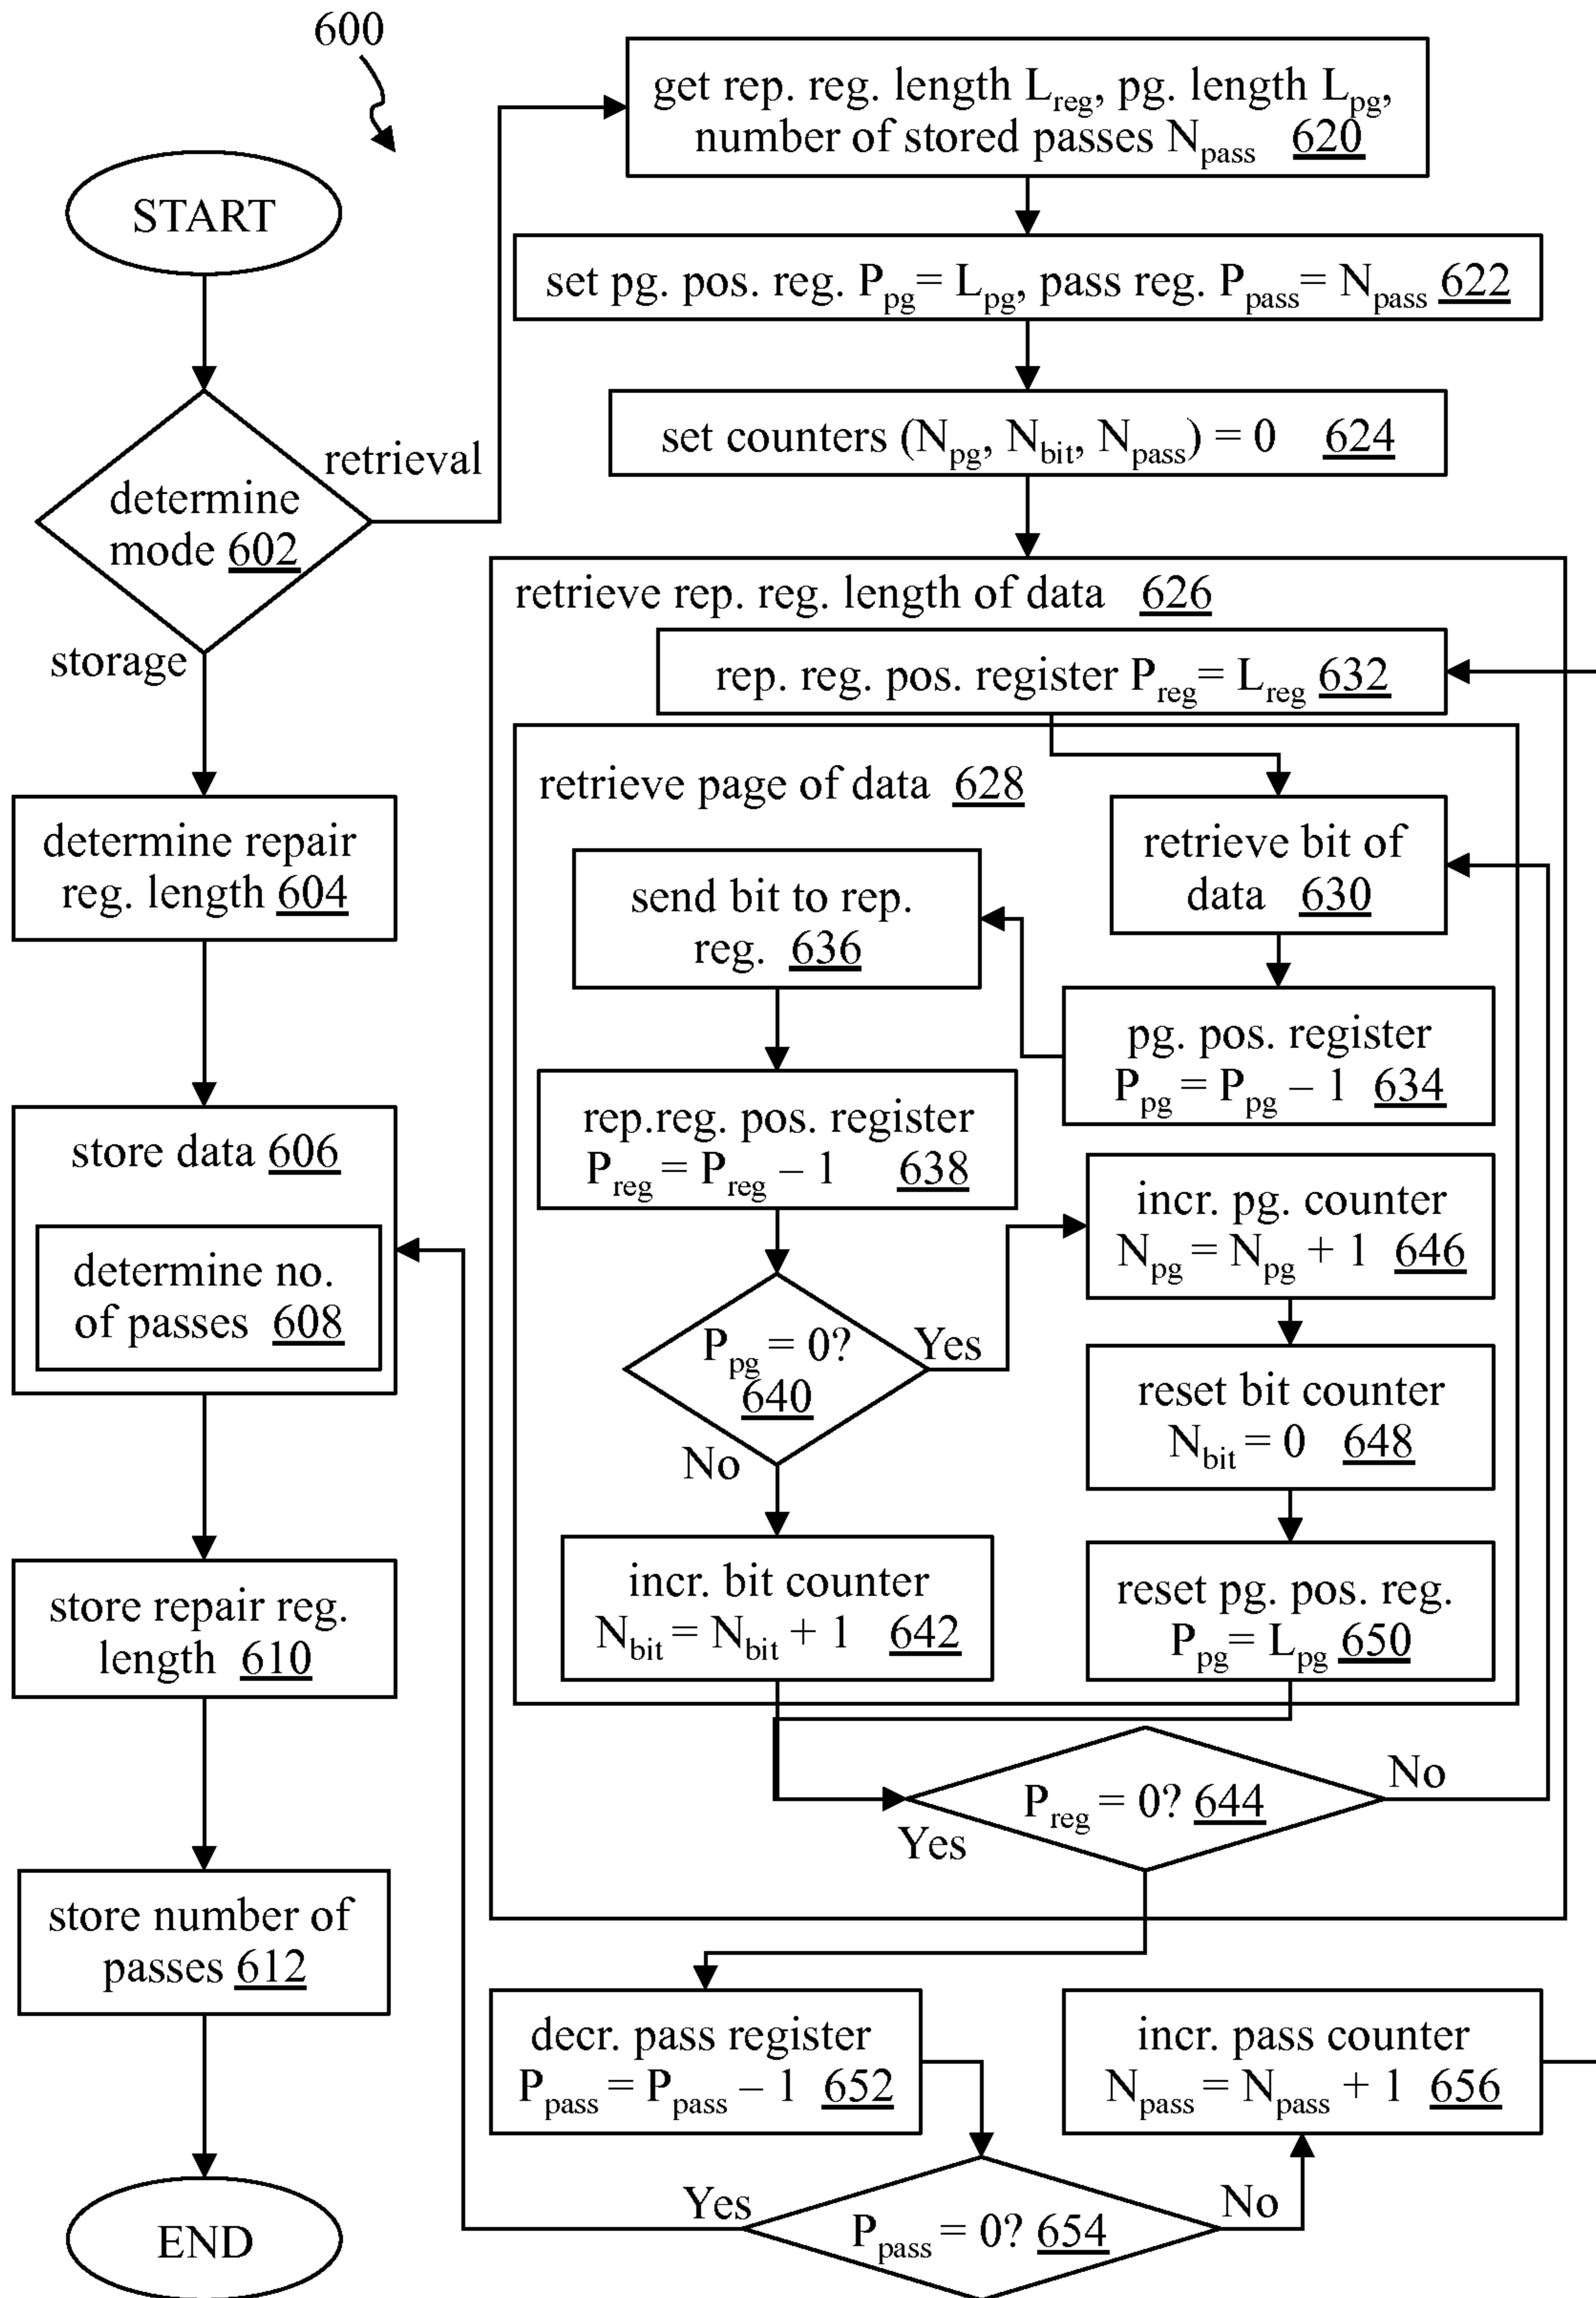 600
START
determine
mode 602
retrieval
storage
determine repair
reg. length 604
store data 606
determine no.
of passes 608
store repair reg.
length 610
store number of
passes 612
END
get rep. reg. length Lreg, pg. length Lpg,
number of stored passes Npass 620
set pg. pos. reg. Ppg= Lpg, pass reg. Ppass= Npass 622
set counters (Npg, Nbit, Npass) = 0 624
retrieve rep. reg. length of data 626
rep. reg. pos. register Preg= Lreg 632
retrieve page of data 628
retrieve bit of
data 630
pg. pos. register
Ppg = Ppg – 1 634
send bit to rep.
reg. 636
rep.reg. pos. register
Preg = Preg – 1 638
Ppg = 0?
640
Yes
No
incr. bit counter
Nbit = Nbit + 1 642
incr. pg. counter
Npg = Npg + 1 646
reset bit counter
Nbit = 0 648
reset pg. pos. reg.
Ppg= Lpg 650
Preg = 0? 644
No
Yes
decr. pass register
Ppass = Ppass – 1 652
Ppass = 0? 654
Yes
No
incr. pass counter
Npass = Npass + 1 656